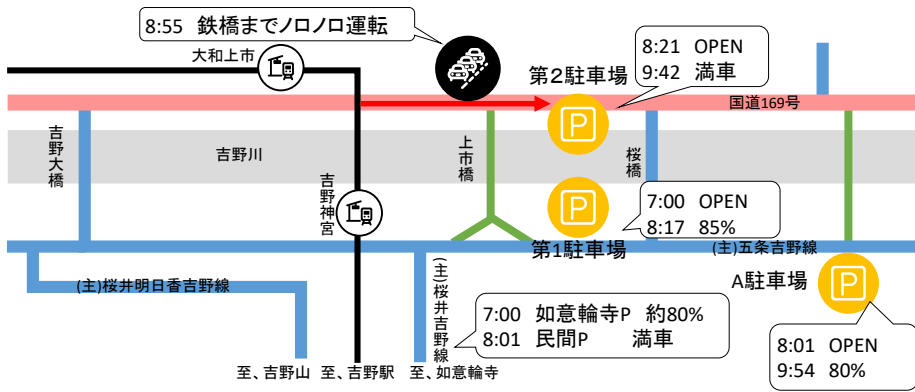 8:55 鉄橋までノロノロ運転
大和上市
第2駐車場
8:21 OPEN
9:42 満車
国道169号
吉野大橋
吉野川
上市橋
桜橋
吉野神宮
7:00 OPEN
8:17 85%
第1駐車場
(主)五条吉野線
(主)桜井明日香吉野線
(主)桜井吉野線
A駐車場
7:00 如意輪寺P 約80%
8:01 民間P 満車
8:01 OPEN
9:54 80%
至、吉野山
至、吉野駅
至、如意輪寺
P
P
P